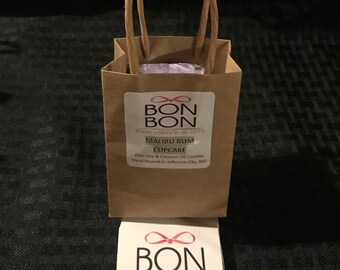 BON
BON
MALIBU RUM
CUPCAKE
Pure Soy & Coconut Oil Candles
Hand Poured in Jefferson City, MO
BON